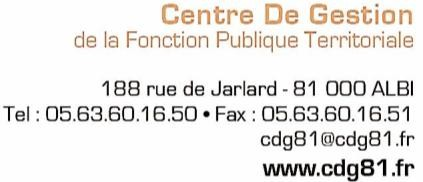 Centre De Gestion
de la Fonction Publique Territoriale
188 rue de Jarlard - 81 000 ALBI
Tel : 05.63.60.16.50 • Fax : 05.63.60.16.51
cdg81@cdg81.fr
www.cdg81.fr